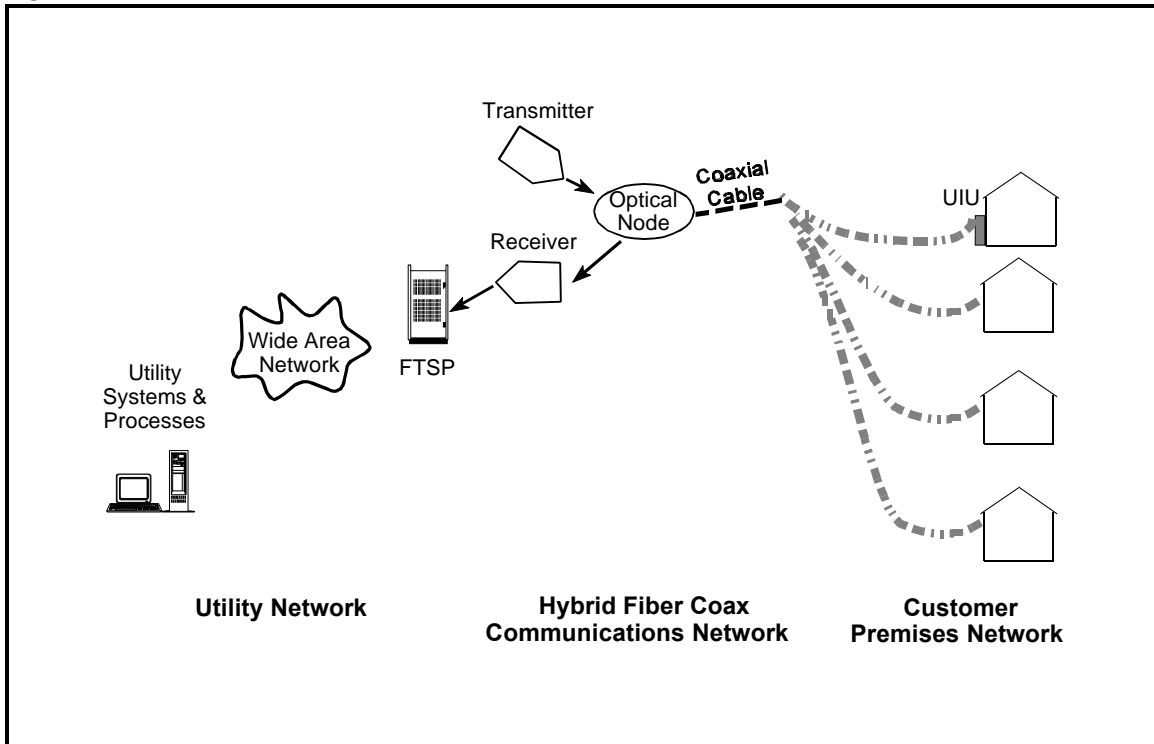 Transmitter
Coaxial
Cable
Optical
Node
UIU
Receiver
Wide Area
Network
FTSP
Utility
Systems &
Processes
Utility Network
Hybrid Fiber Coax
Communications Network
Customer
Premises Network